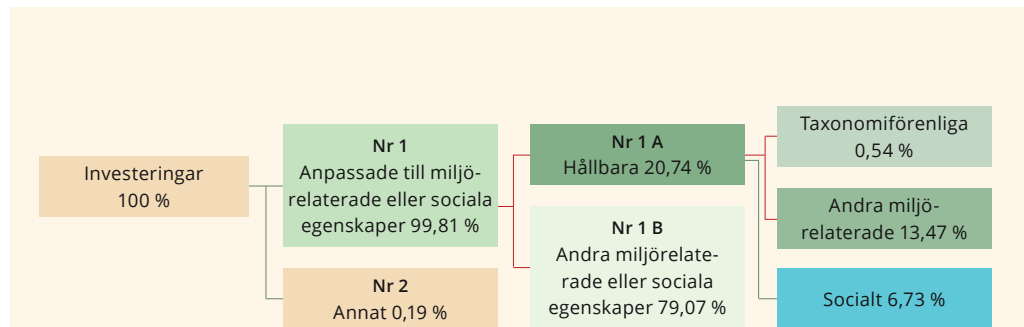 Investeringar
100 %
Nr 1
Anpassade till miljö-
relaterade eller sociala
egenskaper 99,81 %
Nr 2
Annat 0,19 %
Nr 1 A
Hållbara 20,74 %
Nr 1 B
Andra miljörelate-
rade eller sociala
egenskaper 79,07 %
Taxonomiförenliga
0,54 %
Andra miljö-
relaterade 13,47 %
Socialt 6,73 %